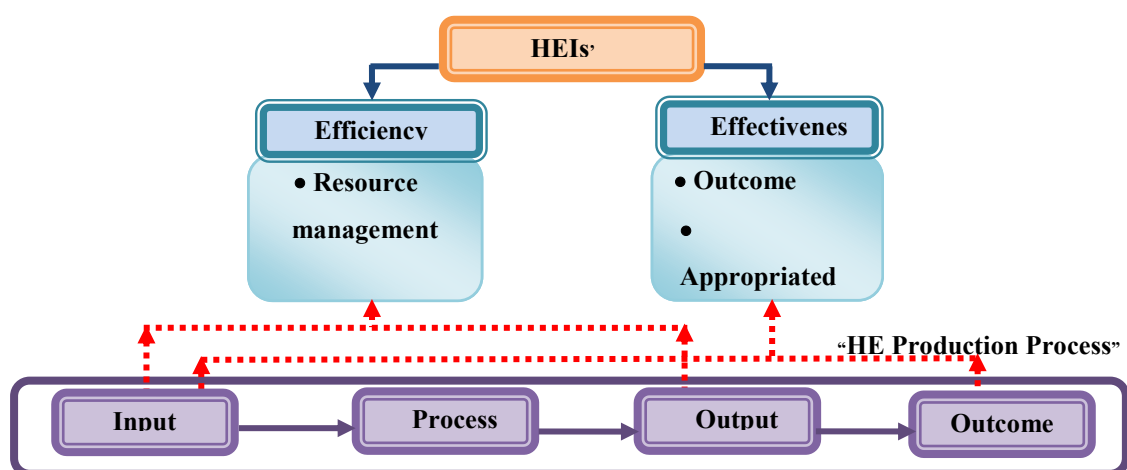 HEIs'
Efficiency
Effectivenes
• Resource
management
• Outcome
•
Appropriated
"HE Production Process"
Input
Process
Output
Outcome